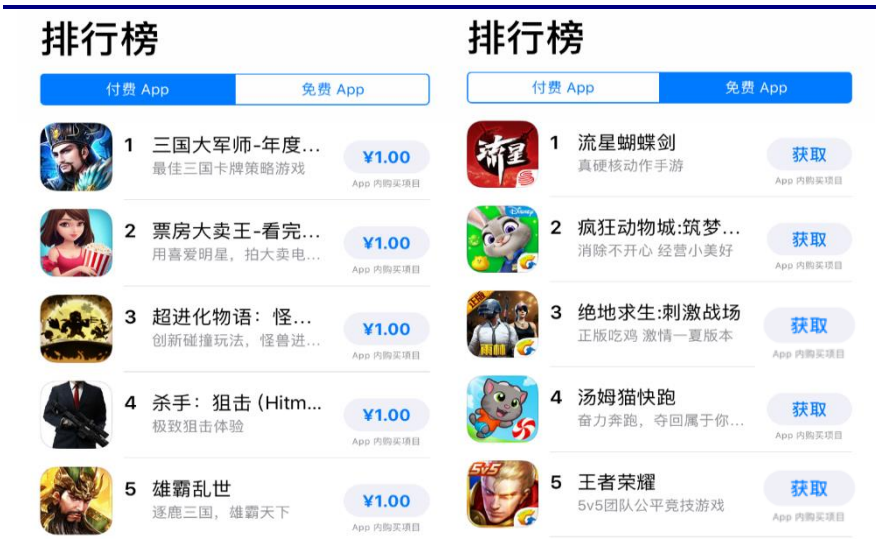 排行榜
付费 App
免费 App
1
三国大军师-年度...
最佳三国卡牌策略游戏
¥1.00
App 内购买项目
2
票房大卖王-看完...
用喜爱明星，拍大卖电...
¥1.00
App 内购买项目
3
超进化物语：怪...
创新碰撞玩法，怪兽进...
¥1.00
App 内购买项目
4
杀手：狙击 (Hitm...
极致狙击体验
¥1.00
App 内购买项目
5
雄霸乱世
逐鹿三国，雄霸天下
¥1.00
App 内购买项目
排行榜
付费 App
免费 App
流星
1
流星蝴蝶剑
真硬核动作手游
获取
App 内购买项目
Disney
2
疯狂动物城:筑梦...
消除不开心 经营小美好
获取
App 内购买项目
正版
雨林
3
绝地求生:刺激战场
正版吃鸡 激情一夏版本
获取
App 内购买项目
4
汤姆猫快跑
奋力奔跑，夺回属于你...
获取
App 内购买项目
5V5
5
王者荣耀
5v5团队公平竞技游戏
获取
App 内购买项目